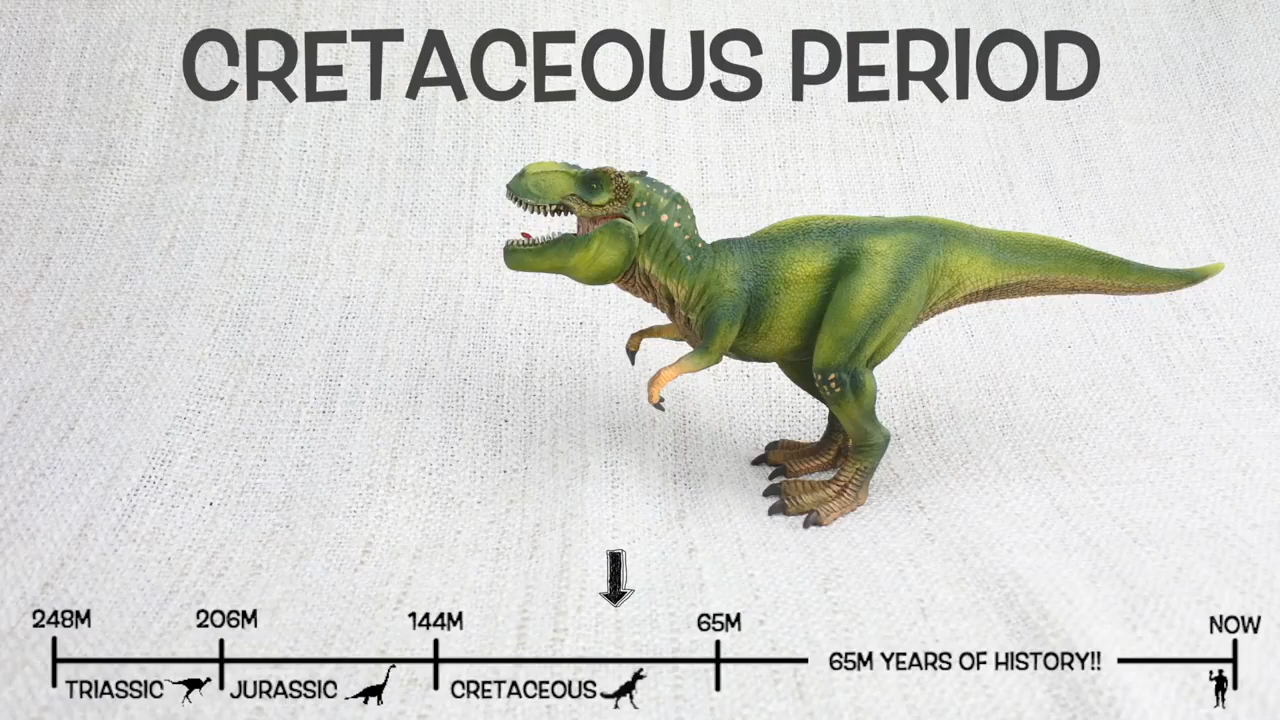 CRETACEOUS PERIOD
248M 206M 144M 65M NOW
65M YEARS OF HISTORY!!
TRIASSIC JURASSIC CRETACEOUS